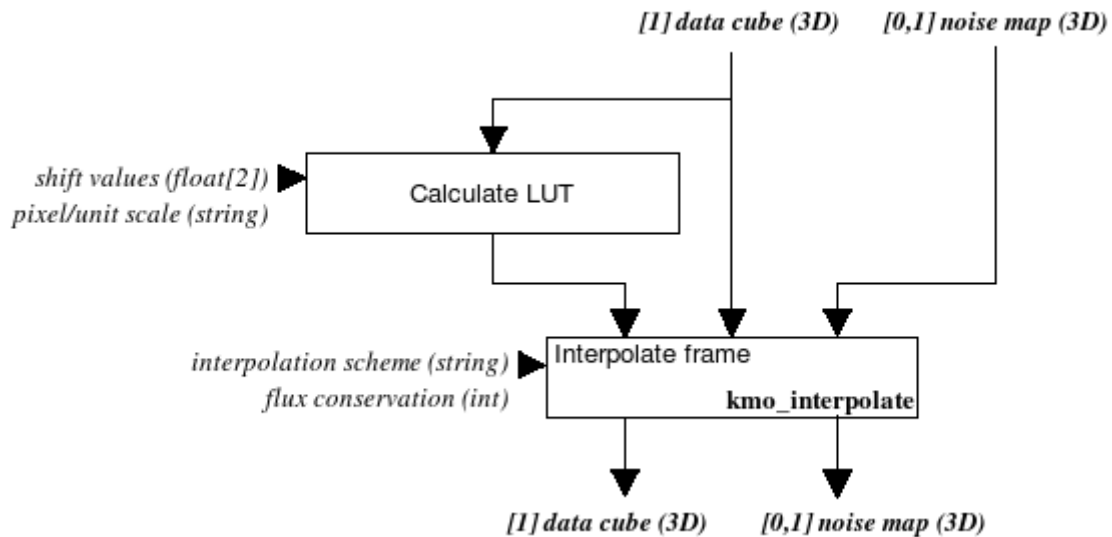 [1] data cube (3D) [0,1] noise map (3D)
shift values (float[2])
pixel/unit scale (string)
Calculate LUT
interpolation scheme (string)
flux conservation (int)
Interpolate frame
kmo_interpolate
[1] data cube (3D) [0,1] noise map (3D)